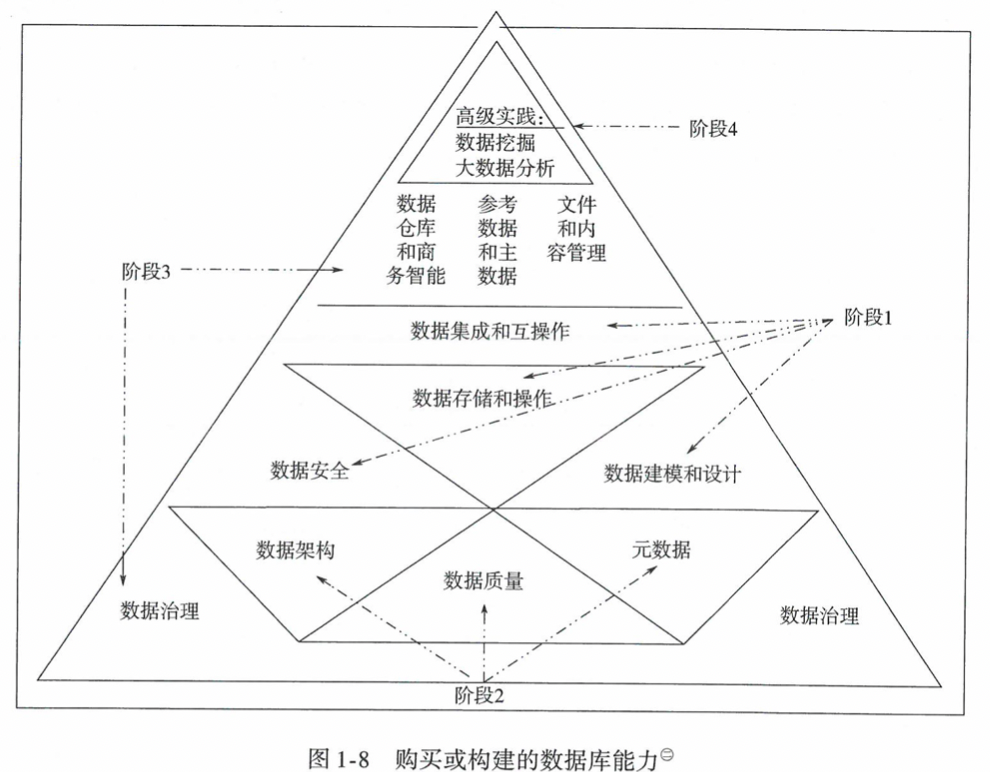 高级实践：
数据挖掘
大数据分析
阶段4
数据
仓库
和商
务智能
参考
数据
和主
数据
文件
和内
容管理
阶段3
数据集成和互操作
阶段1
数据存储和操作
数据安全
数据建模和设计
数据架构
元数据
数据质量
数据治理
数据治理
阶段2
图1-8 购买或构建的数据库能力㊀